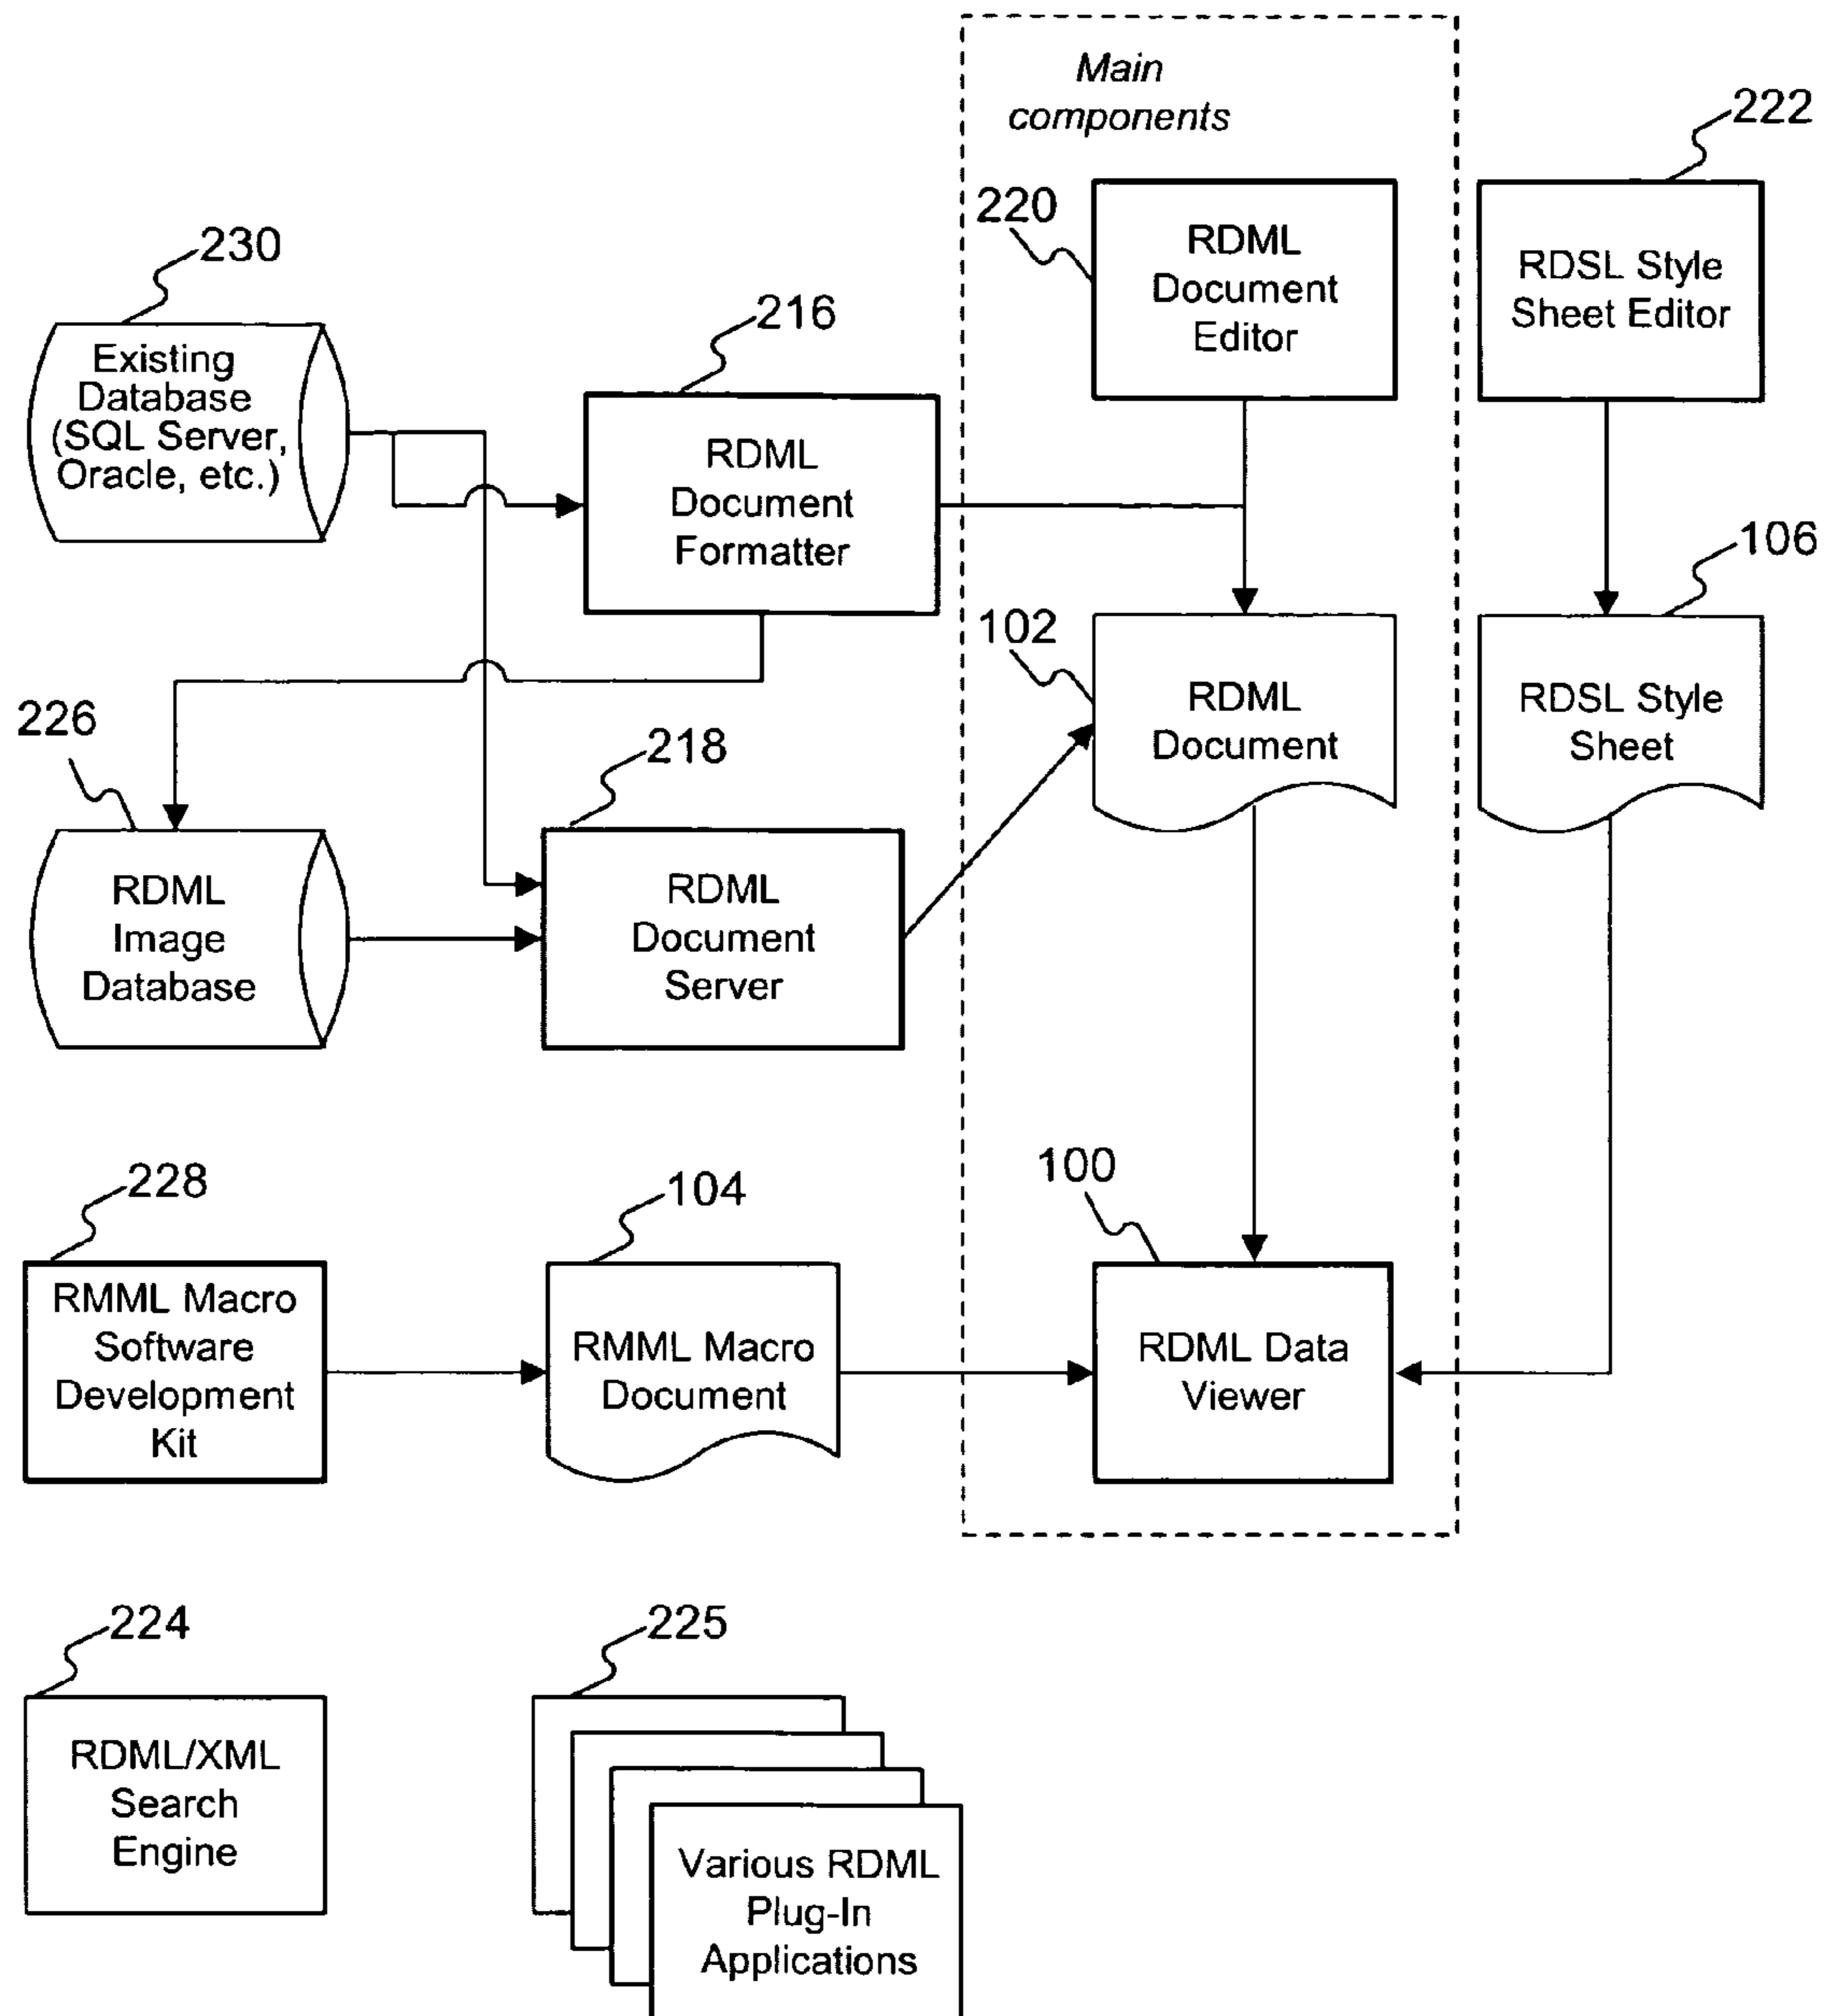 Main
components
222
220
RDML
Document
Editor
RDSL Style
Sheet Editor
230
Existing
Database
(SQL Server,
Oracle, etc.)
216
RDML
Document
Formatter
106
102
RDML
Document
RDSL Style
Sheet
226
RDML
Image
Database
218
RDML
Document
Server
228
RMML Macro
Software
Development
Kit
104
RMML Macro
Document
100
RDML Data
Viewer
224
RDML/XML
Search
Engine
225
Various RDML
Plug-In
Applications